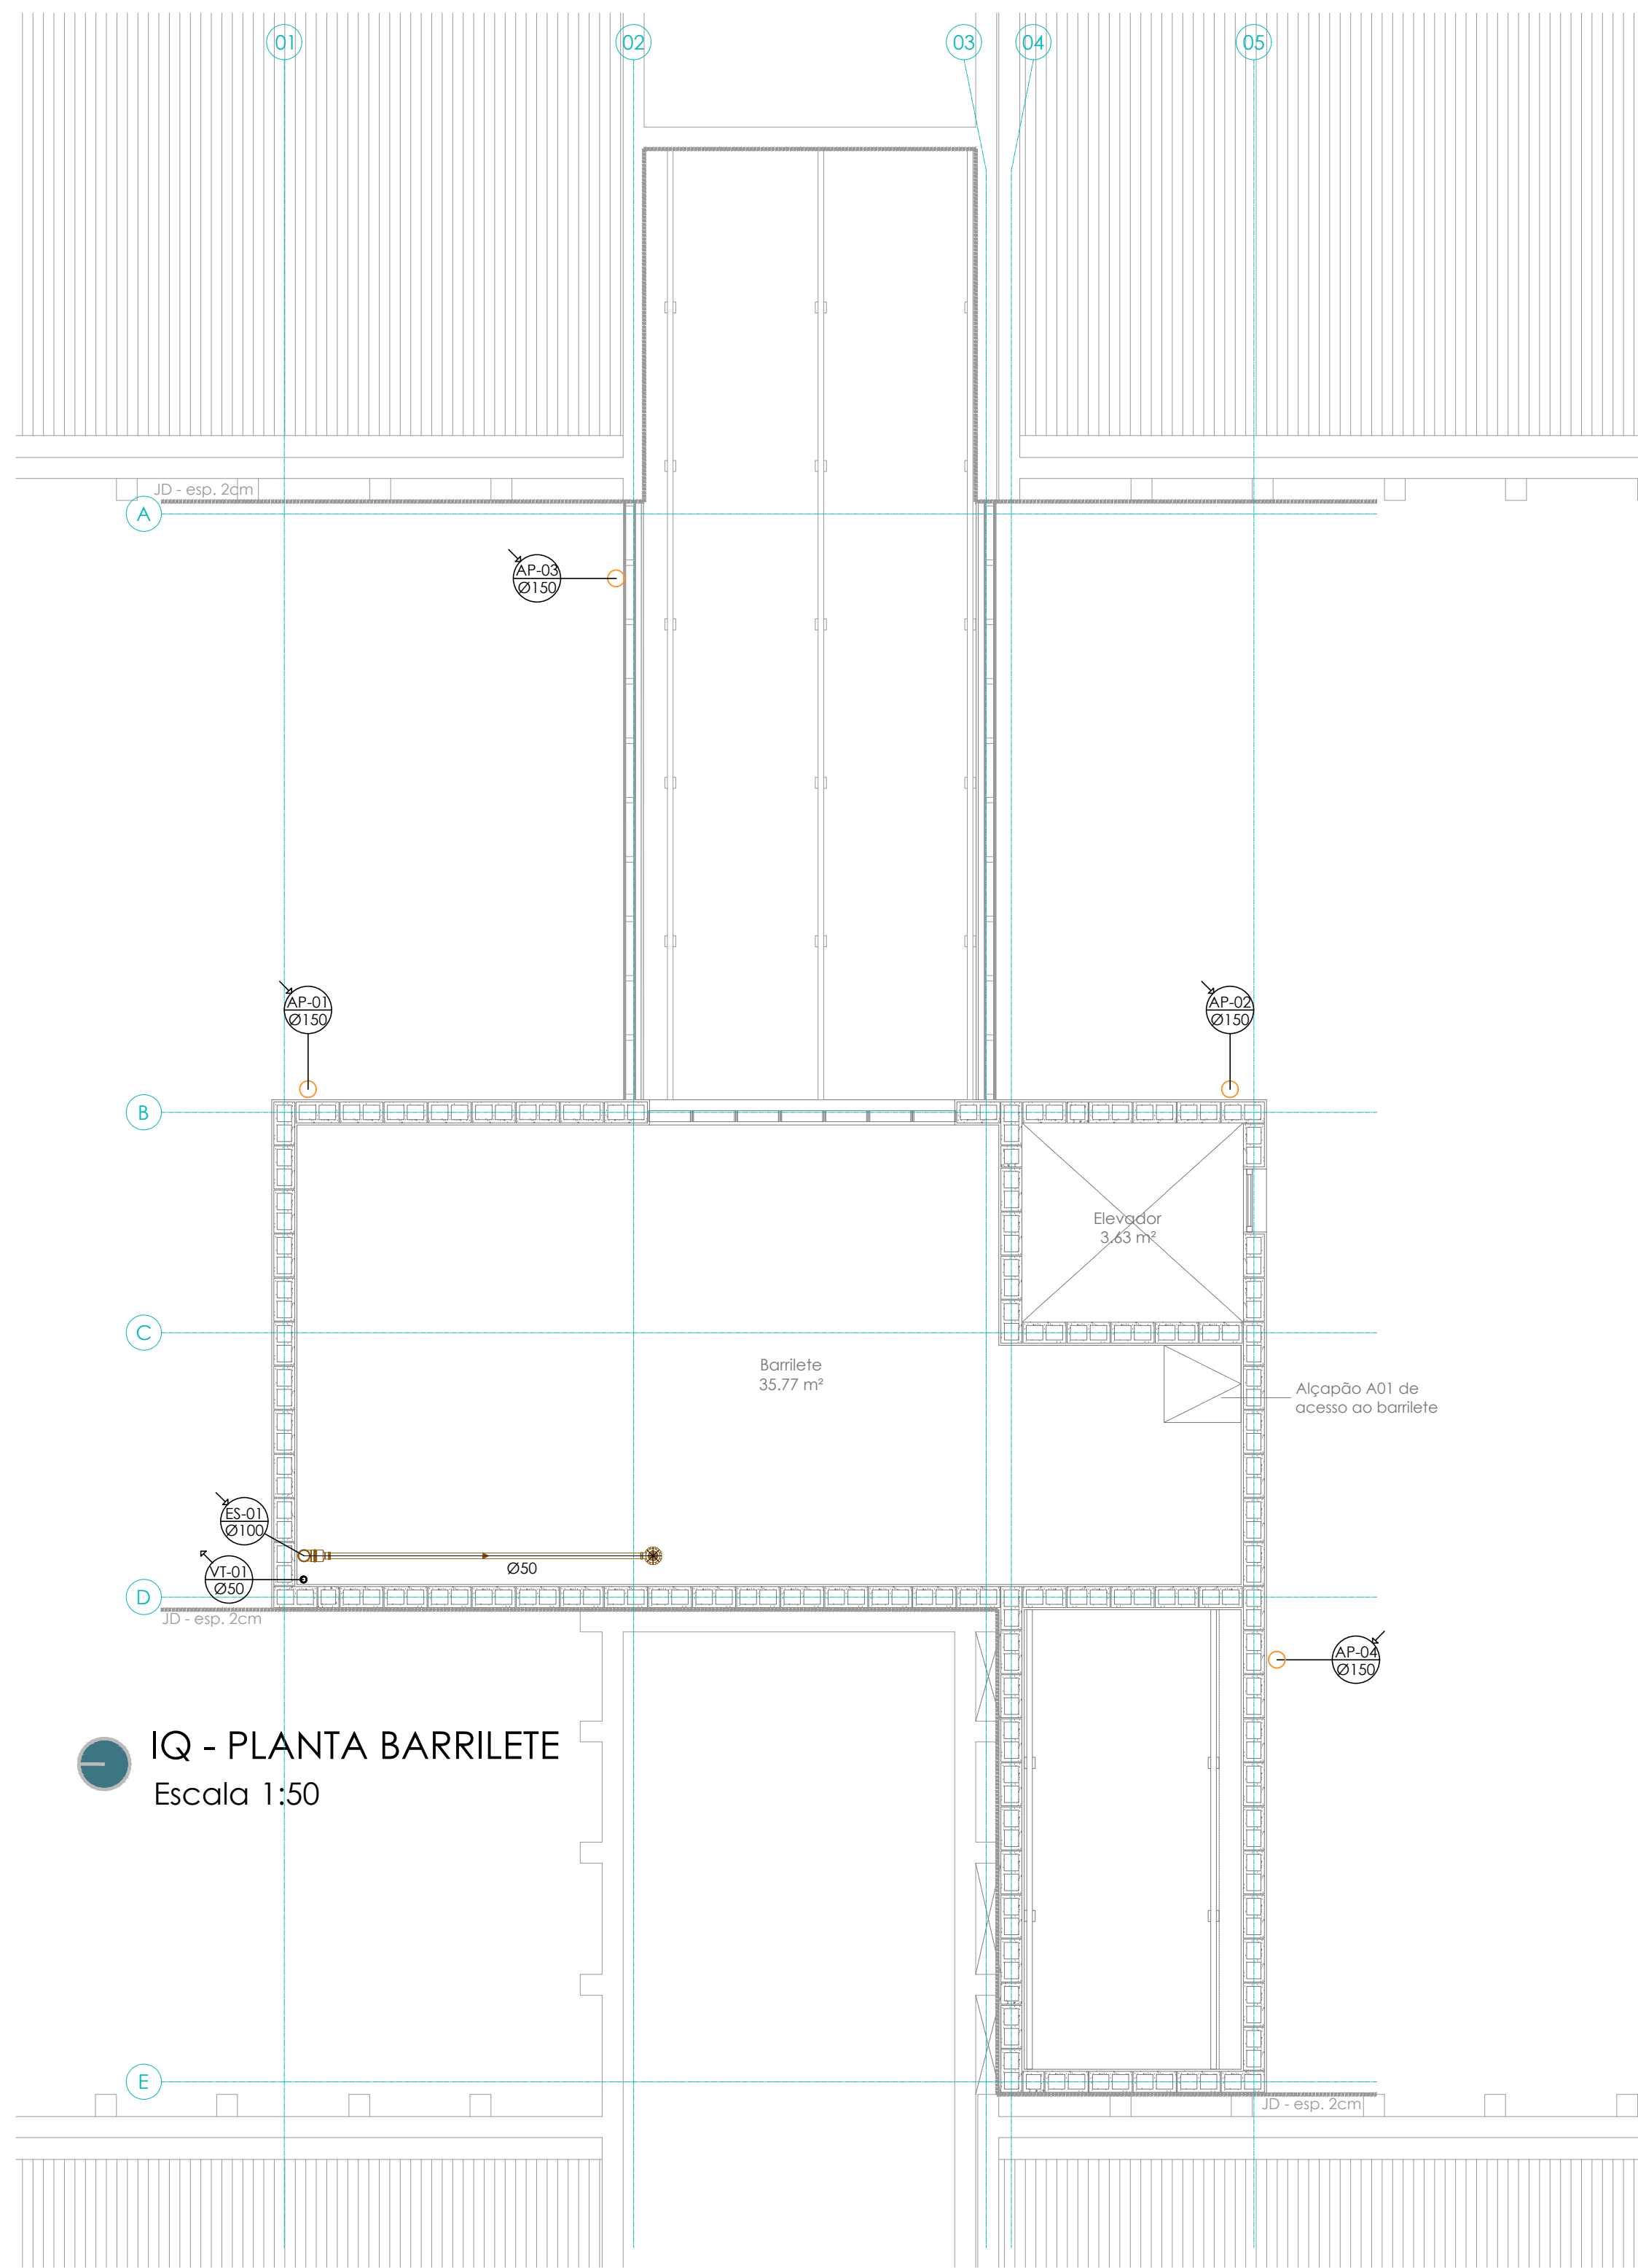 01
02
03
04
05
JD - esp. 2cm
A
AP-03
Ø150
AP-01
Ø150
AP-02
Ø150
B
Elevador
3.63 m²
C
Barrilete
35.77 m²
Alçapão A01 de
acesso ao barrilete
ES-01
Ø100
Ø50
VT-01
Ø50
D
JD - esp. 2cm
AP-04
Ø150
IQ - PLANTA BARRILETE
Escala 1:50
E
JD - esp. 2cm